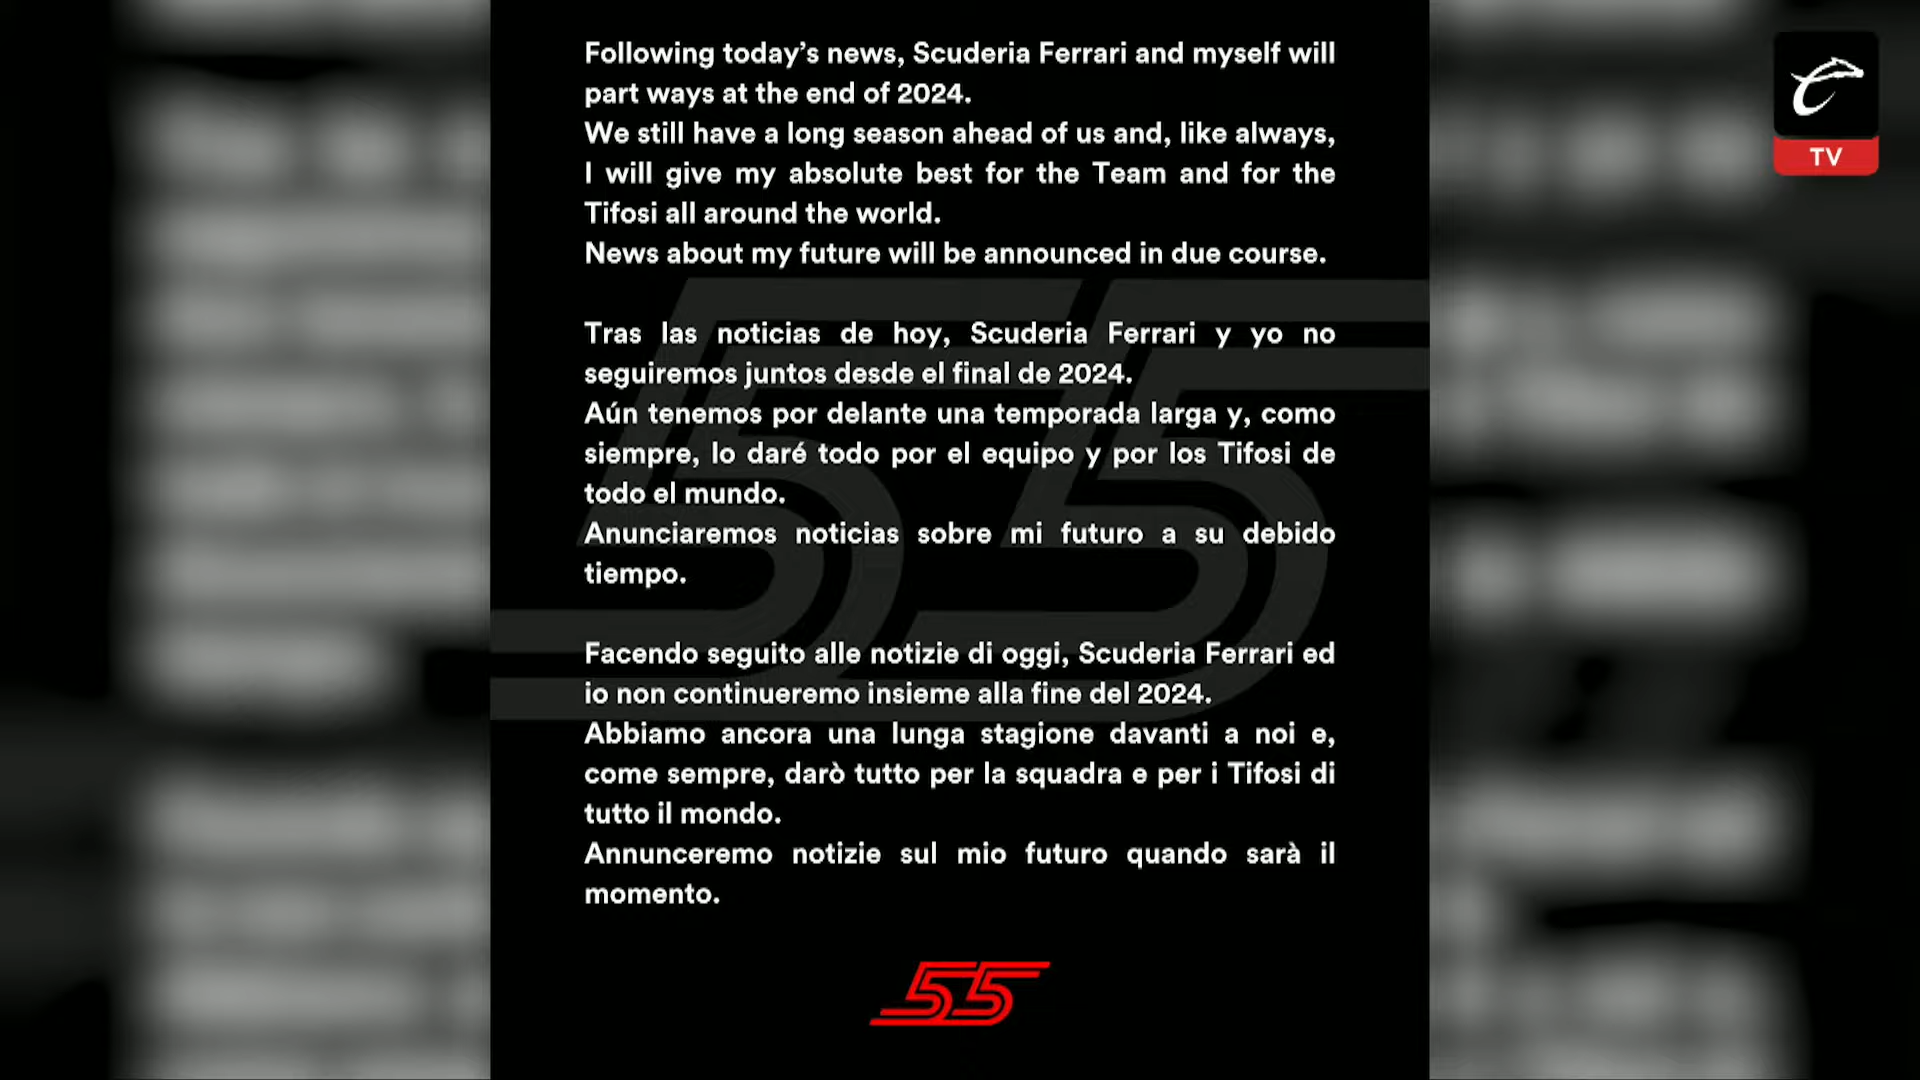 Following today’s news, Scuderia Ferrari and myself will
part ways at the end of 2024.
We still have a long season ahead of us and, like always,
I will give my absolute best for the Team and for the
Tifosi all around the world.
News about my future will be announced in due course.
Tras las noticias de hoy, Scuderia Ferrari y yo no
seguiremos juntos desde el final de 2024.
Aún tenemos por delante una temporada larga y, como
siempre, lo daré todo por el equipo y por los Tifosi de
todo el mundo.
Anunciaremos noticias sobre mi futuro a su debido
tiempo.
Facendo seguito alle notizie di oggi, Scuderia Ferrari ed
io non continueremo insieme alla fine del 2024.
Abbiamo ancora una lunga stagione davanti a noi e,
come sempre, darò tutto per la squadra e per i Tifosi di
tutto il mondo.
Annunceremo notizie sul mio futuro quando sarà il
momento.
55
55
TV